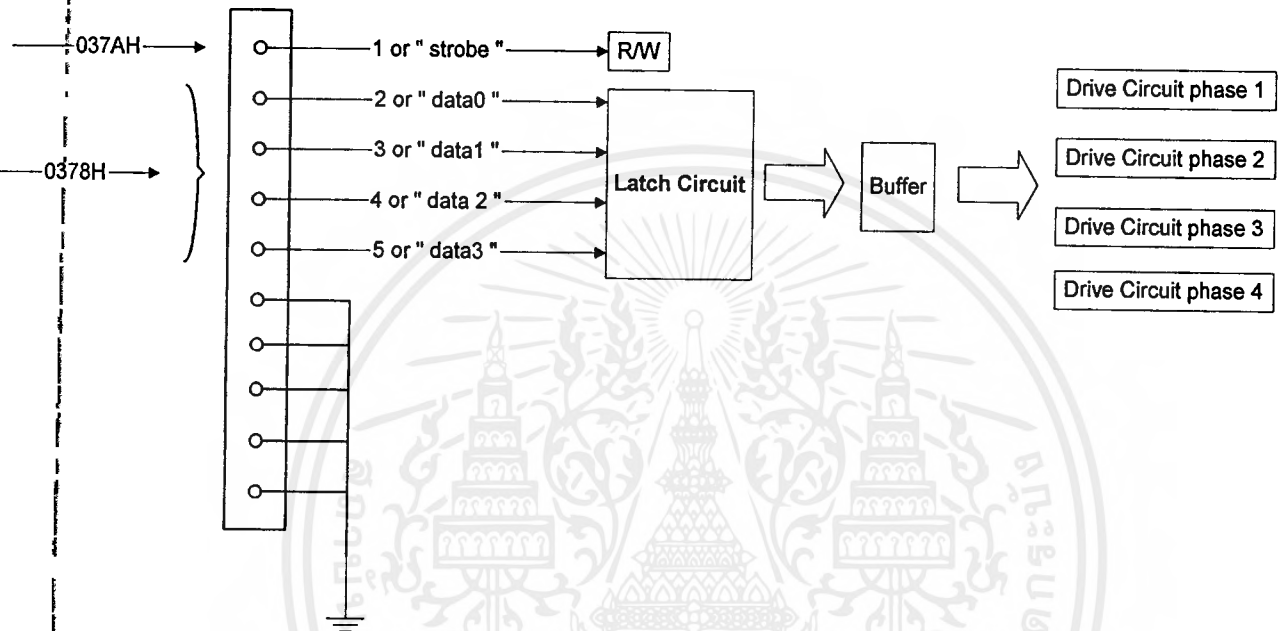 037AH
1 or " strobe "
R/W
2 or " data0 "
0378H
3 or " data1 "
4 or " data 2 "
5 or " data3 "
Latch Circuit
Buffer
Drive Circuit phase 1
Drive Circuit phase 2
Drive Circuit phase 3
Drive Circuit phase 4